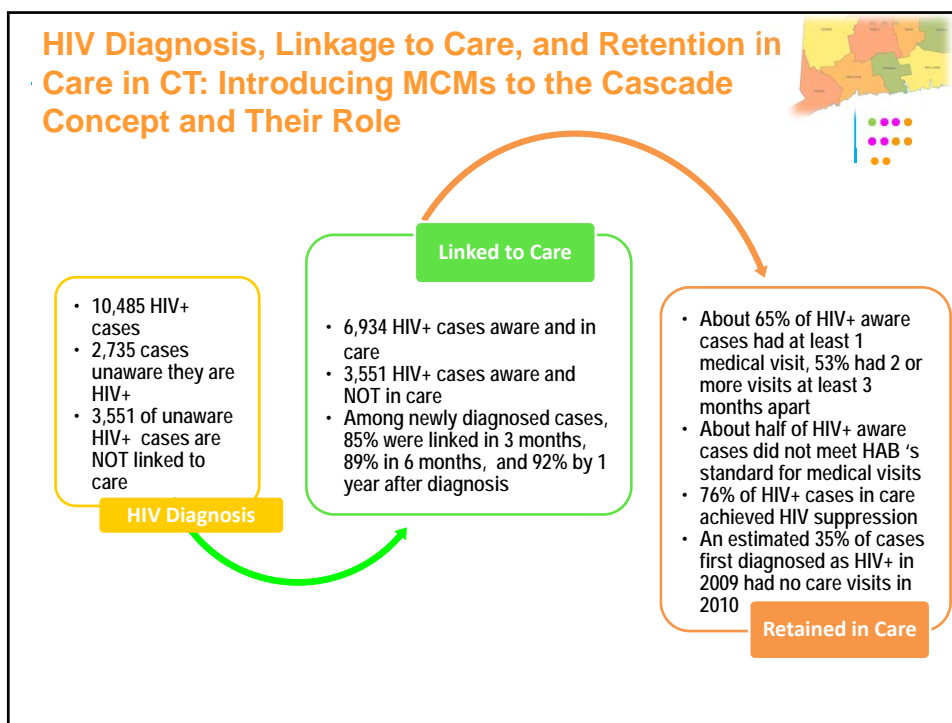 HIV Diagnosis, Linkage to Care, and Retention in
Care in CT: Introducing MCMs to the Cascade
Concept and Their Role
• 10,485 HIV+
cases
• 2,735 cases
unaware they are
HIV+
• 3,551 of unaware
HIV+ cases are
NOT linked to
care
HIV Diagnosis
Linked to Care
• 6,934 HIV+ cases aware and in
care
• 3,551 HIV+ cases aware and
NOT in care
• Among newly diagnosed cases,
85% were linked in 3 months,
89% in 6 months, and 92% by 1
year after diagnosis
• About 65% of HIV+ aware
cases had at least 1
medical visit, 53% had 2 or
more visits at least 3
months apart
• About half of HIV+ aware
cases did not meet HAB ‘s
standard for medical visits
• 76% of HIV+ cases in care
achieved HIV suppression
• An estimated 35% of cases
first diagnosed as HIV+ in
2009 had no care visits in
2010
Retained in Care